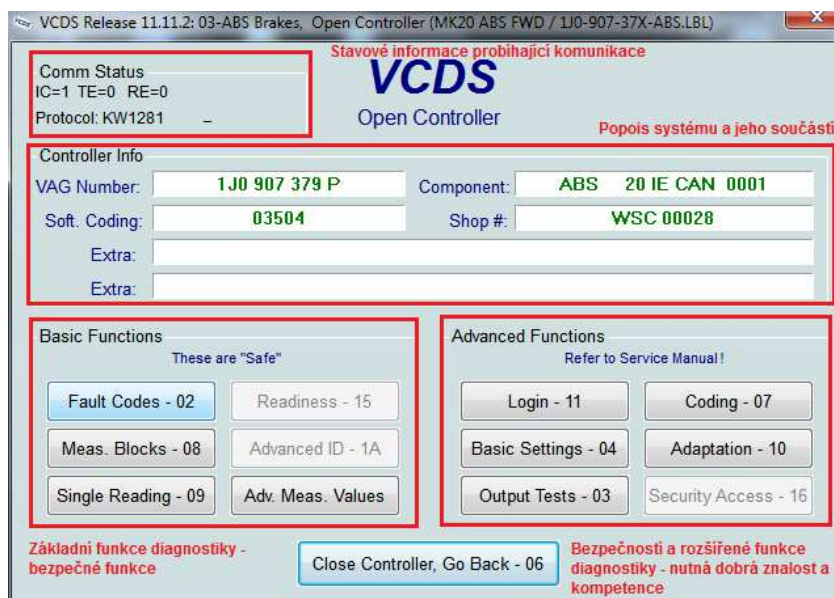 VCDS Release 11.11.2: 03-ABS Brakes, Open Controller (MK20 ABS FWD / 1J0-907-37X-ABS.LBL)
Stavové informace probíhající komunikace
Comm Status
IC=1 TE=0 RE=0
Protocol: KW1281 –
VCDS
Open Controller
Popois systému a jeho součástí
Controller Info
VAG Number: 1J0 907 379 P Component: ABS 20 IE CAN 0001
Soft. Coding: 03504 Shop #: WSC 00028
Extra:
Extra:
Basic Functions
These are "Safe"
Fault Codes - 02 Readiness - 15
Meas. Blocks - 08 Advanced ID - 1A
Single Reading - 09 Adv. Meas. Values
Advanced Functions
Refer to Service Manual!
Login - 11 Coding - 07
Basic Settings - 04 Adaptation - 10
Output Tests - 03 Security Access - 16
Základní funkce diagnostiky -
bezpečné funkce
Close Controller, Go Back - 06
Bezpečností a rozšířené funkce
diagnostiky - nutná dobrá znalost a
kompetence